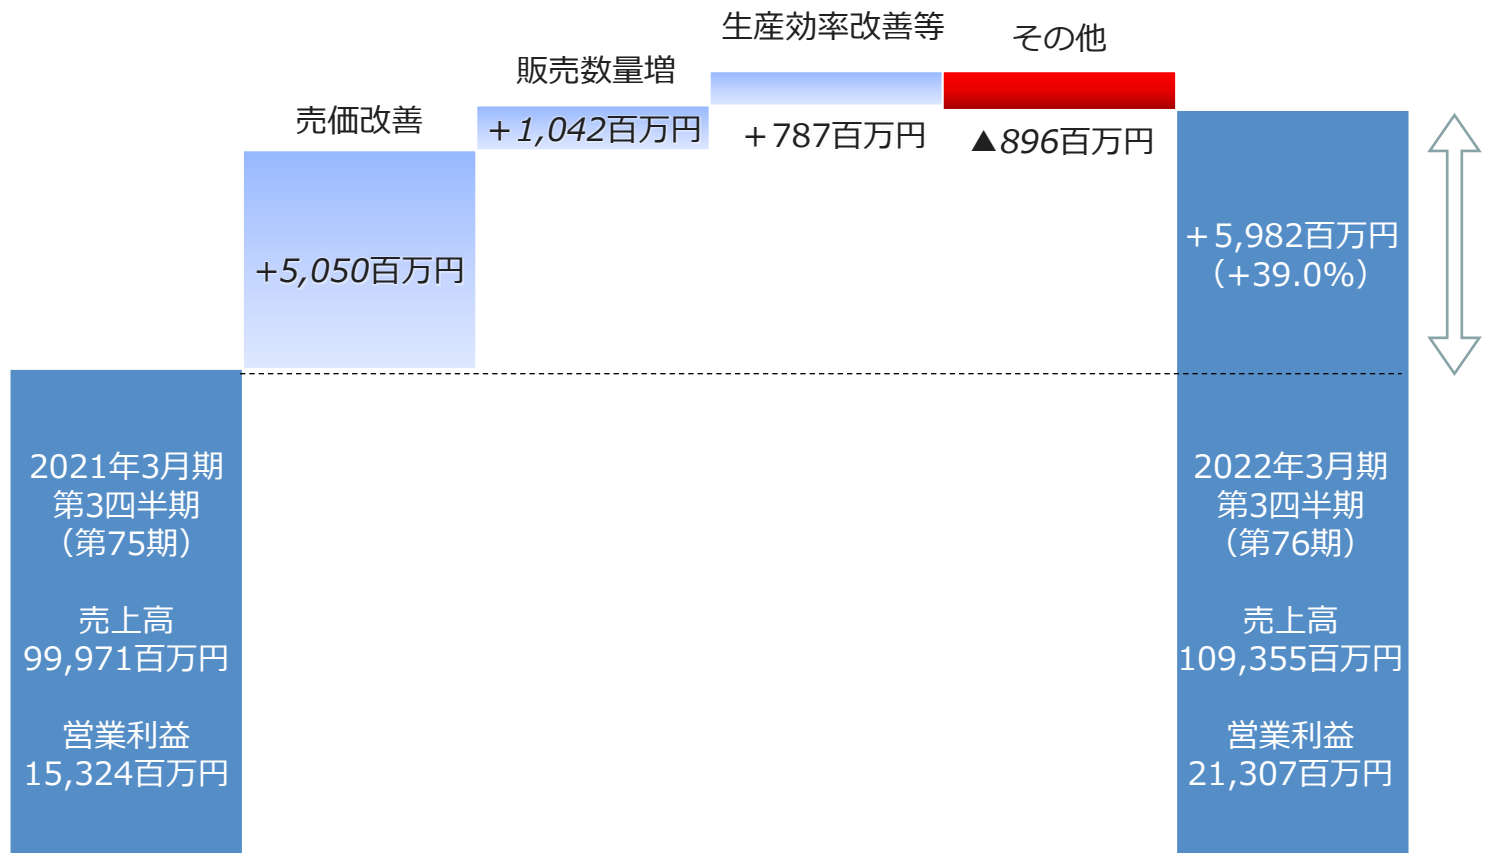 売価改善
+5,050百万円
販売数量増
＋1,042百万円
生産効率改善等
＋787百万円
その他
▲896百万円
＋5,982百万円
（+39.0%）
2021年3月期
第3四半期
（第75期）
売上高
99,971百万円
営業利益
15,324百万円
2022年3月期
第3四半期
（第76期）
売上高
109,355百万円
営業利益
21,307百万円